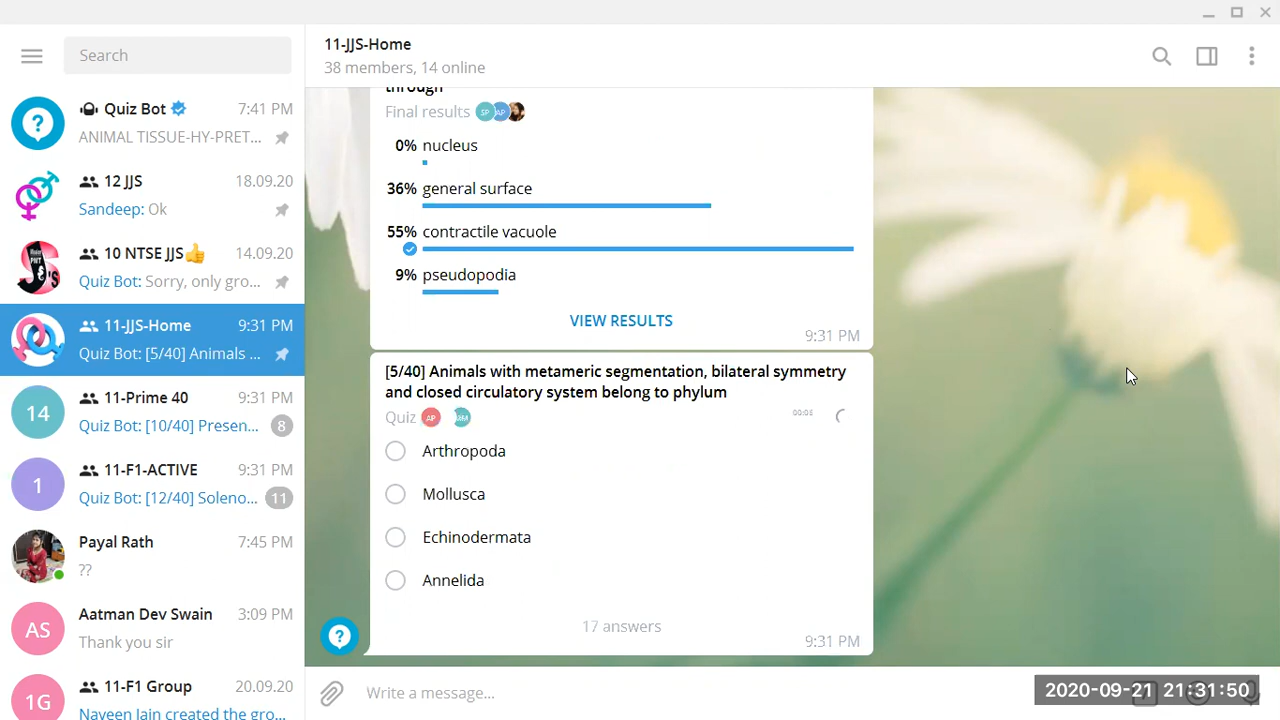 Search
Quiz Bot 7:41 PM
ANIMAL TISSUE-HY-PRET...
12 JJS 18.09.20
Sandeep: Ok
10 NTSE JJS👍 14.09.20
Quiz Bot: Sorry, only gro...
11-JJS-Home 9:31 PM
Quiz Bot: [5/40] Animals ...
14
11-Prime 40 9:31 PM
Quiz Bot: [10/40] Presen... 8
1
11-F1-ACTIVE 9:31 PM
Quiz Bot: [12/40] Soleno... 11
Payal Rath 7:45 PM
??
AS
Aatman Dev Swain 3:09 PM
Thank you sir
1G
11-F1 Group 20.09.20
Naveen Jain created the gro...
11-JJS-Home
38 members, 14 online
through
Final results SP AP
0% nucleus
36% general surface
55% contractile vacuole
9% pseudopodia
VIEW RESULTS
9:31 PM
[5/40] Animals with metameric segmentation, bilateral symmetry
and closed circulatory system belong to phylum
Quiz AP
Arthropoda
Mollusca
Echinodermata
Annelida
17 answers
9:31 PM
Write a message...
2020-09-21 21:31:50